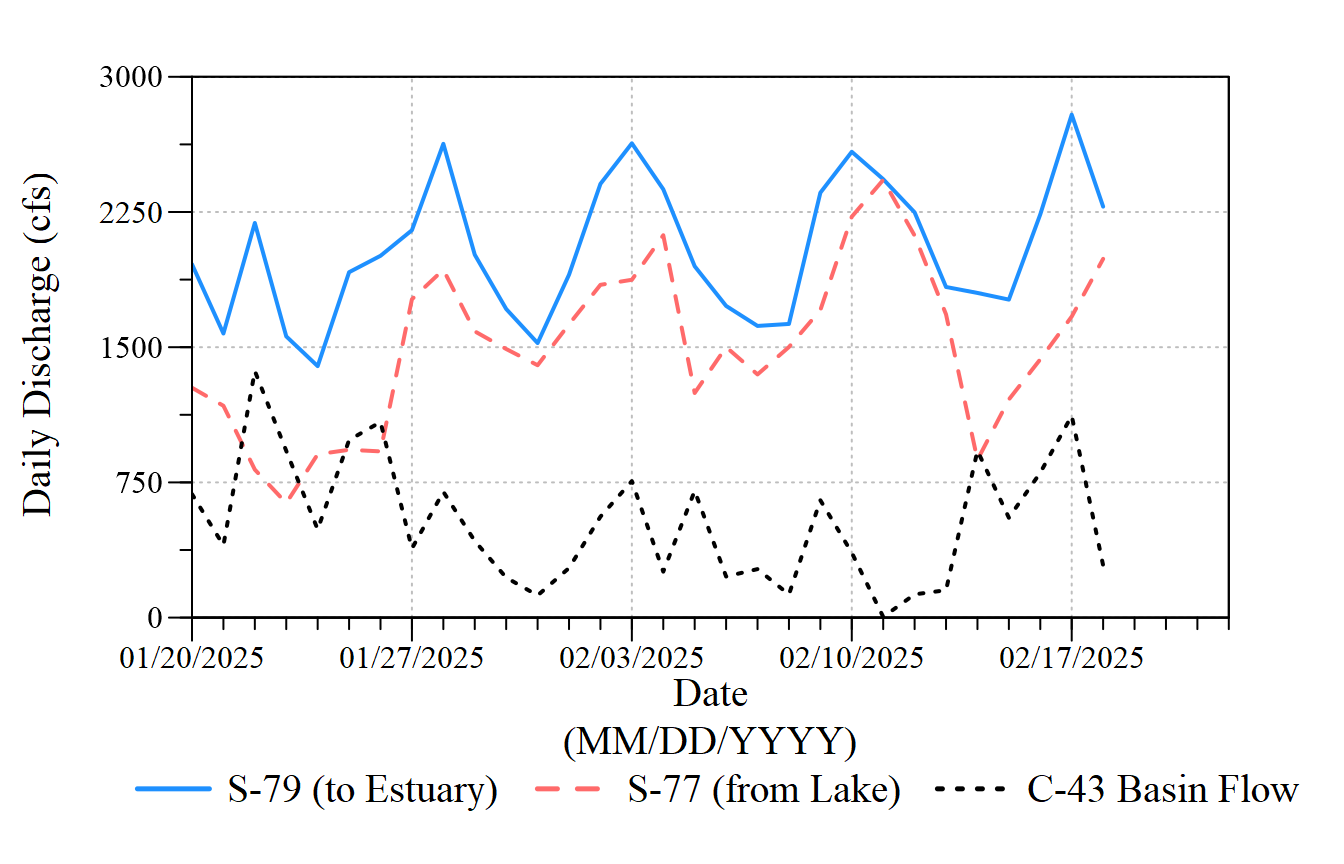 3000
2250
1500
750
0
Daily Discharge (cfs)
01/20/2025 01/27/2025 02/03/2025 02/10/2025 02/17/2025
Date
(MM/DD/YYYY)
S-79 (to Estuary) S-77 (from Lake) C-43 Basin Flow